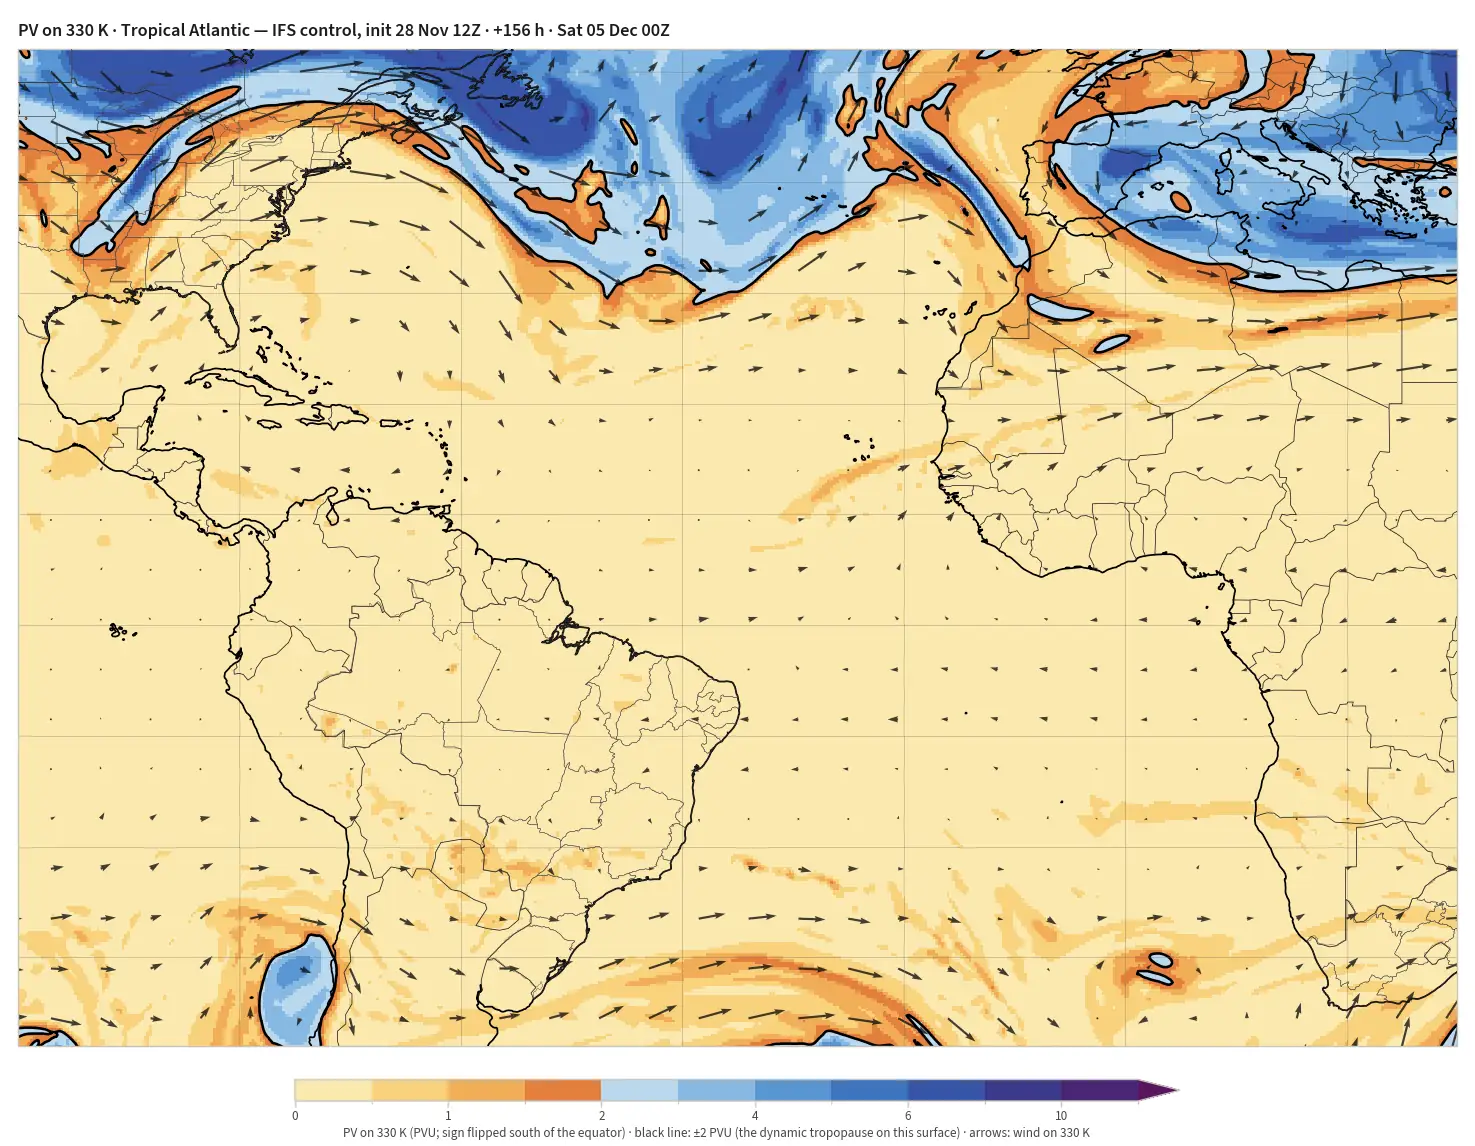 PV on 330 K · Tropical Atlantic — IFS control, init 28 Nov 12Z · +156 h · Sat 05 Dec 00Z
0 1 2 4 6 10
PV on 330 K (PVU; sign flipped south of the equator) · black line: ±2 PVU (the dynamic tropopause on this surface) · arrows: wind on 330 K